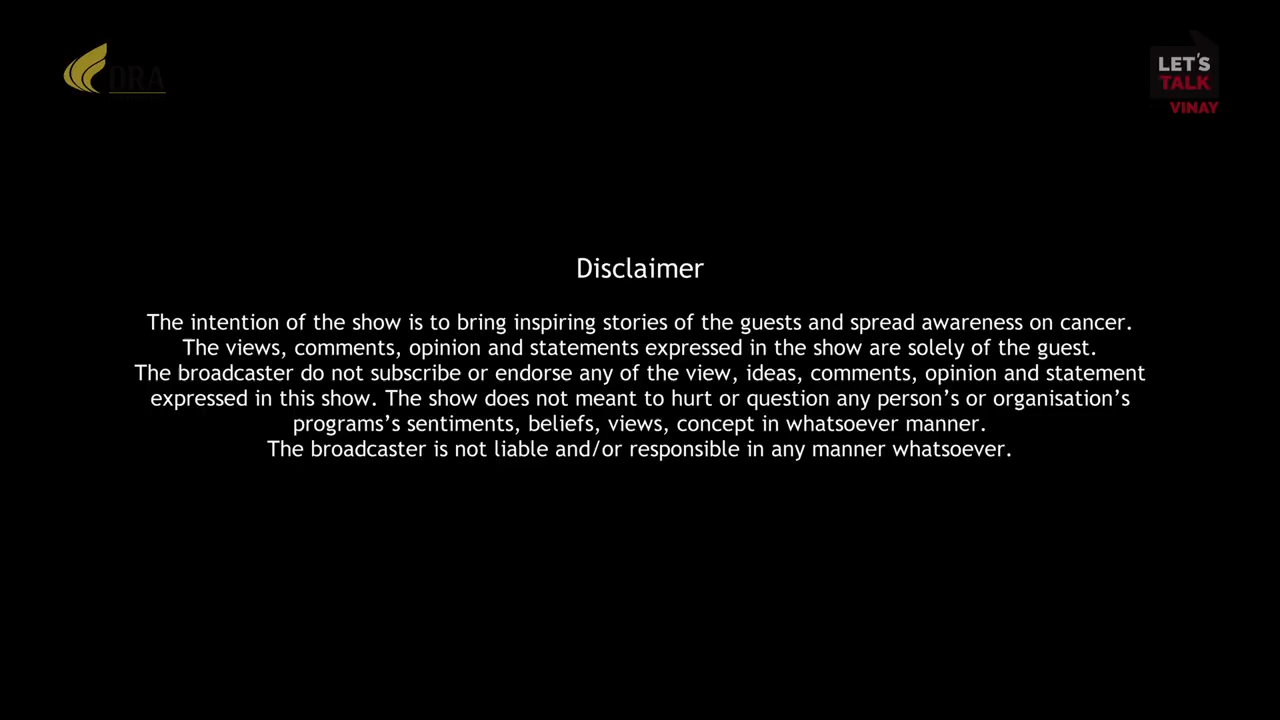 DRA
LET'S
TALK
VINAY
Disclaimer
The intention of the show is to bring inspiring stories of the guests and spread awareness on cancer.
The views, comments, opinion and statements expressed in the show are solely of the guest.
The broadcaster do not subscribe or endorse any of the view, ideas, comments, opinion and statement
expressed in this show. The show does not meant to hurt or question any person’s or organisation’s
programs’s sentiments, beliefs, views, concept in whatsoever manner.
The broadcaster is not liable and/or responsible in any manner whatsoever.